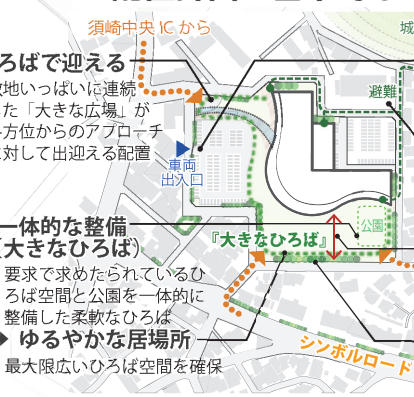 須崎中央ICから
ろばで迎える
敷地いっぱいに連続
した「大きな広場」が
方位からのアプローチ
に対して出迎える配置
車両
出入口
避難
城
一体的な整備
(大きなひろば)
要求で求めたられているひ
ろば空間と公園を一体的に
整備した柔軟なひろば
『大きなひろば』
公園
ゆるやかな居場所
最大限広いひろば空間を確保
シンボルロード